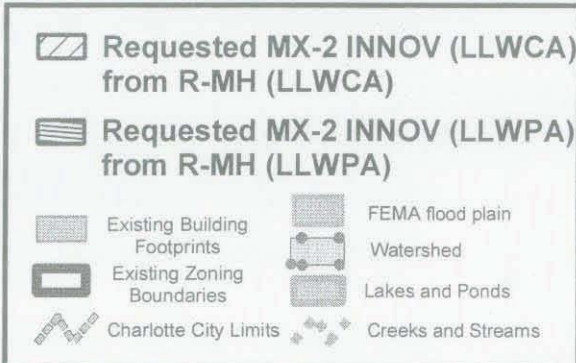 Requested MX-2 INNOV (LLWCA)
from R-MH (LLWCA)
Requested MX-2 INNOV (LLWPA)
from R-MH (LLWPA)
Existing Building
Footprints
Existing Zoning
Boundaries
Charlotte City Limits
FEMA flood plain
Watershed
Lakes and Ponds
Creeks and Streams